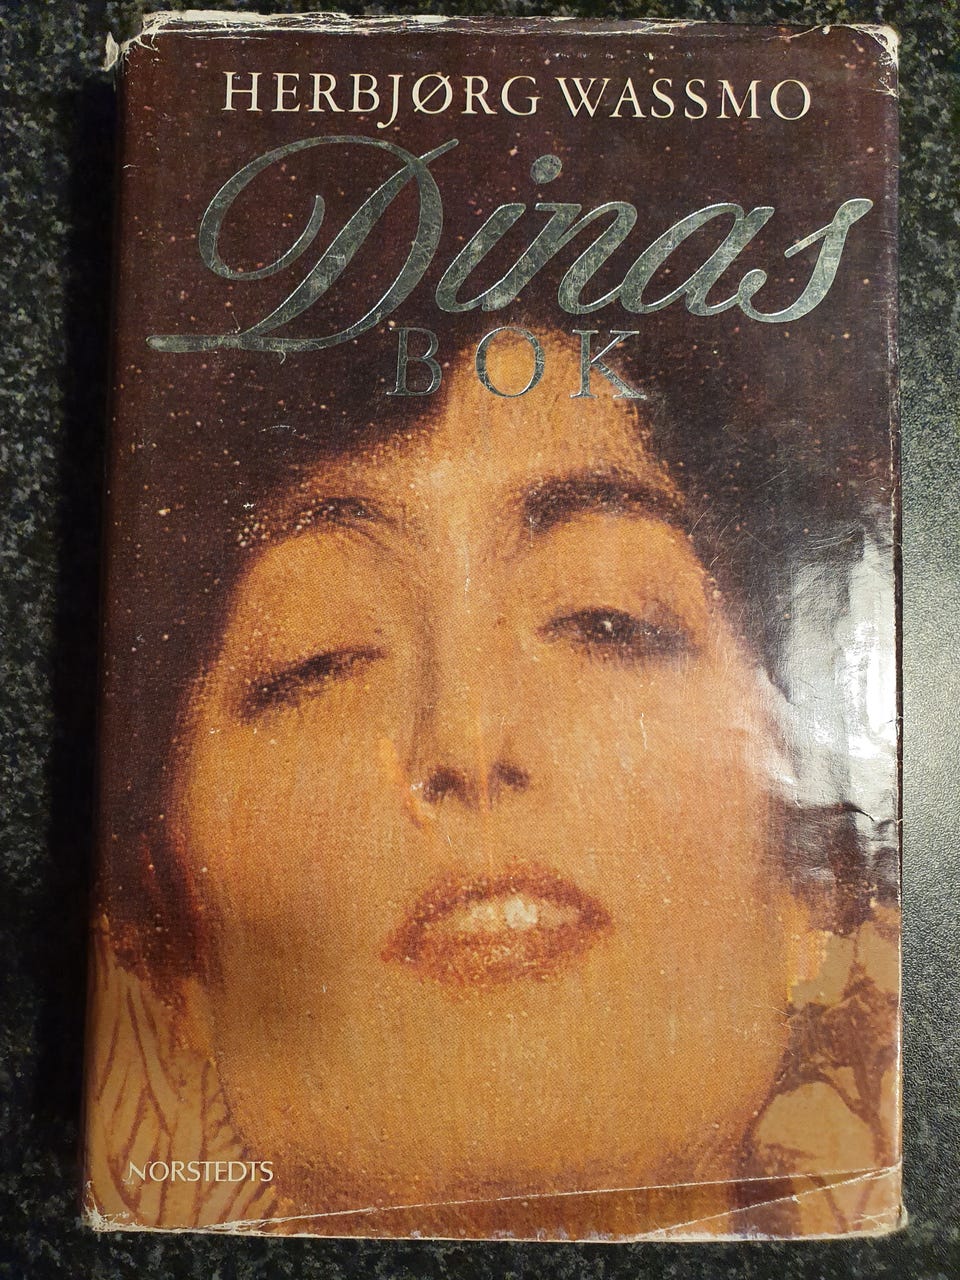 HERBJØRG WASSMO
Dinas
BOK
NORSTEDTS